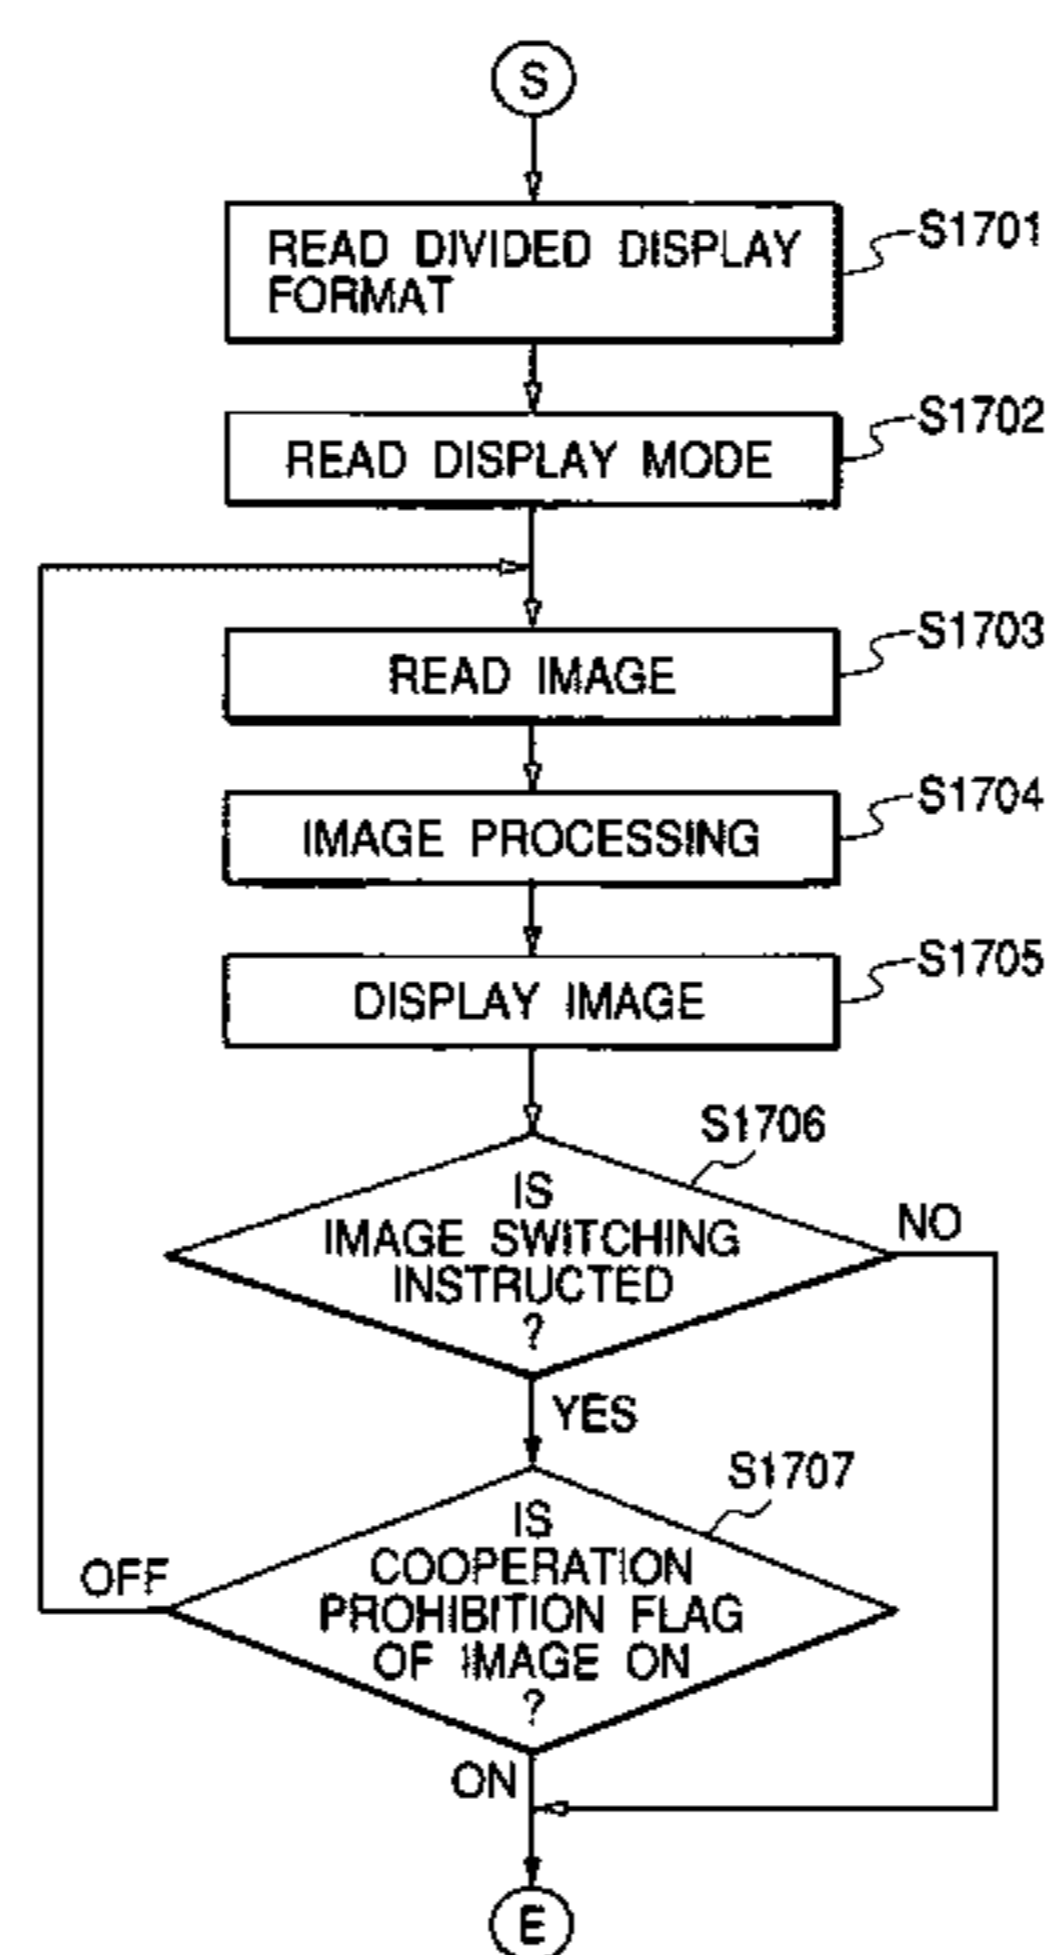 S
READ DIVIDED DISPLAY
FORMAT
S1701
READ DISPLAY MODE
S1702
READ IMAGE
S1703
IMAGE PROCESSING
S1704
DISPLAY IMAGE
S1705
S1706
IS
IMAGE SWITCHING
INSTRUCTED
?
NO
YES
S1707
IS
COOPERATION
PROHIBITION FLAG
OF IMAGE ON
?
OFF
ON
E